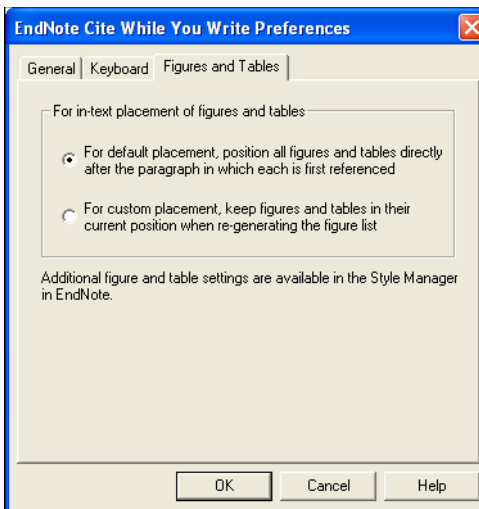 EndNote Cite While You Write Preferences
General Keyboard Figures and Tables
For in-text placement of figures and tables
For default placement, position all figures and tables directly
after the paragraph in which each is first referenced
For custom placement, keep figures and tables in their
current position when re-generating the figure list
Additional figure and table settings are available in the Style Manager
in EndNote.
OK Cancel Help